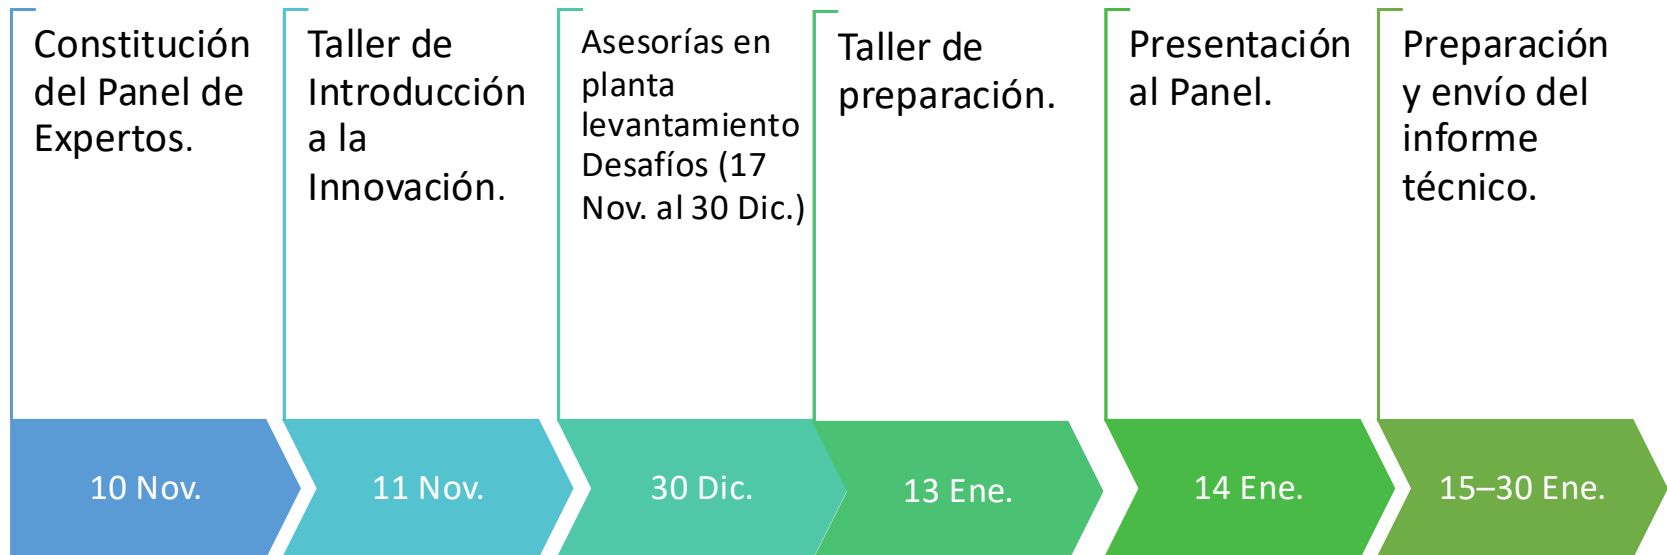 Constitución
del Panel de
Expertos.
Taller de
Introducción
a la
Innovación.
Asesorías en
planta
levantamiento
Desafíos (17
Nov. al 30 Dic.)
Taller de
preparación.
Presentación
al Panel.
Preparación
y envío del
informe
técnico.
10 Nov.
11 Nov.
30 Dic.
13 Ene.
14 Ene.
15–30 Ene.